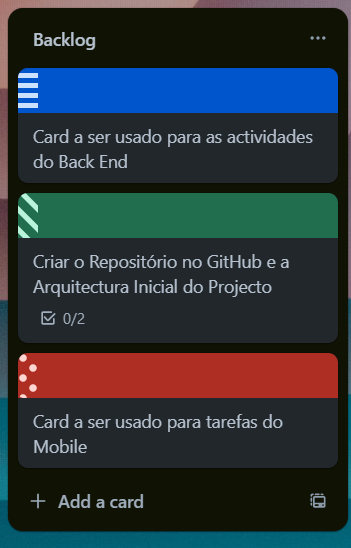 Backlog
Card a ser usado para as actividades
do Back End
Criar o Repositório no GitHub e a
Arquitectura Inicial do Projecto
0/2
Card a ser usado para tarefas do
Mobile
Add a card